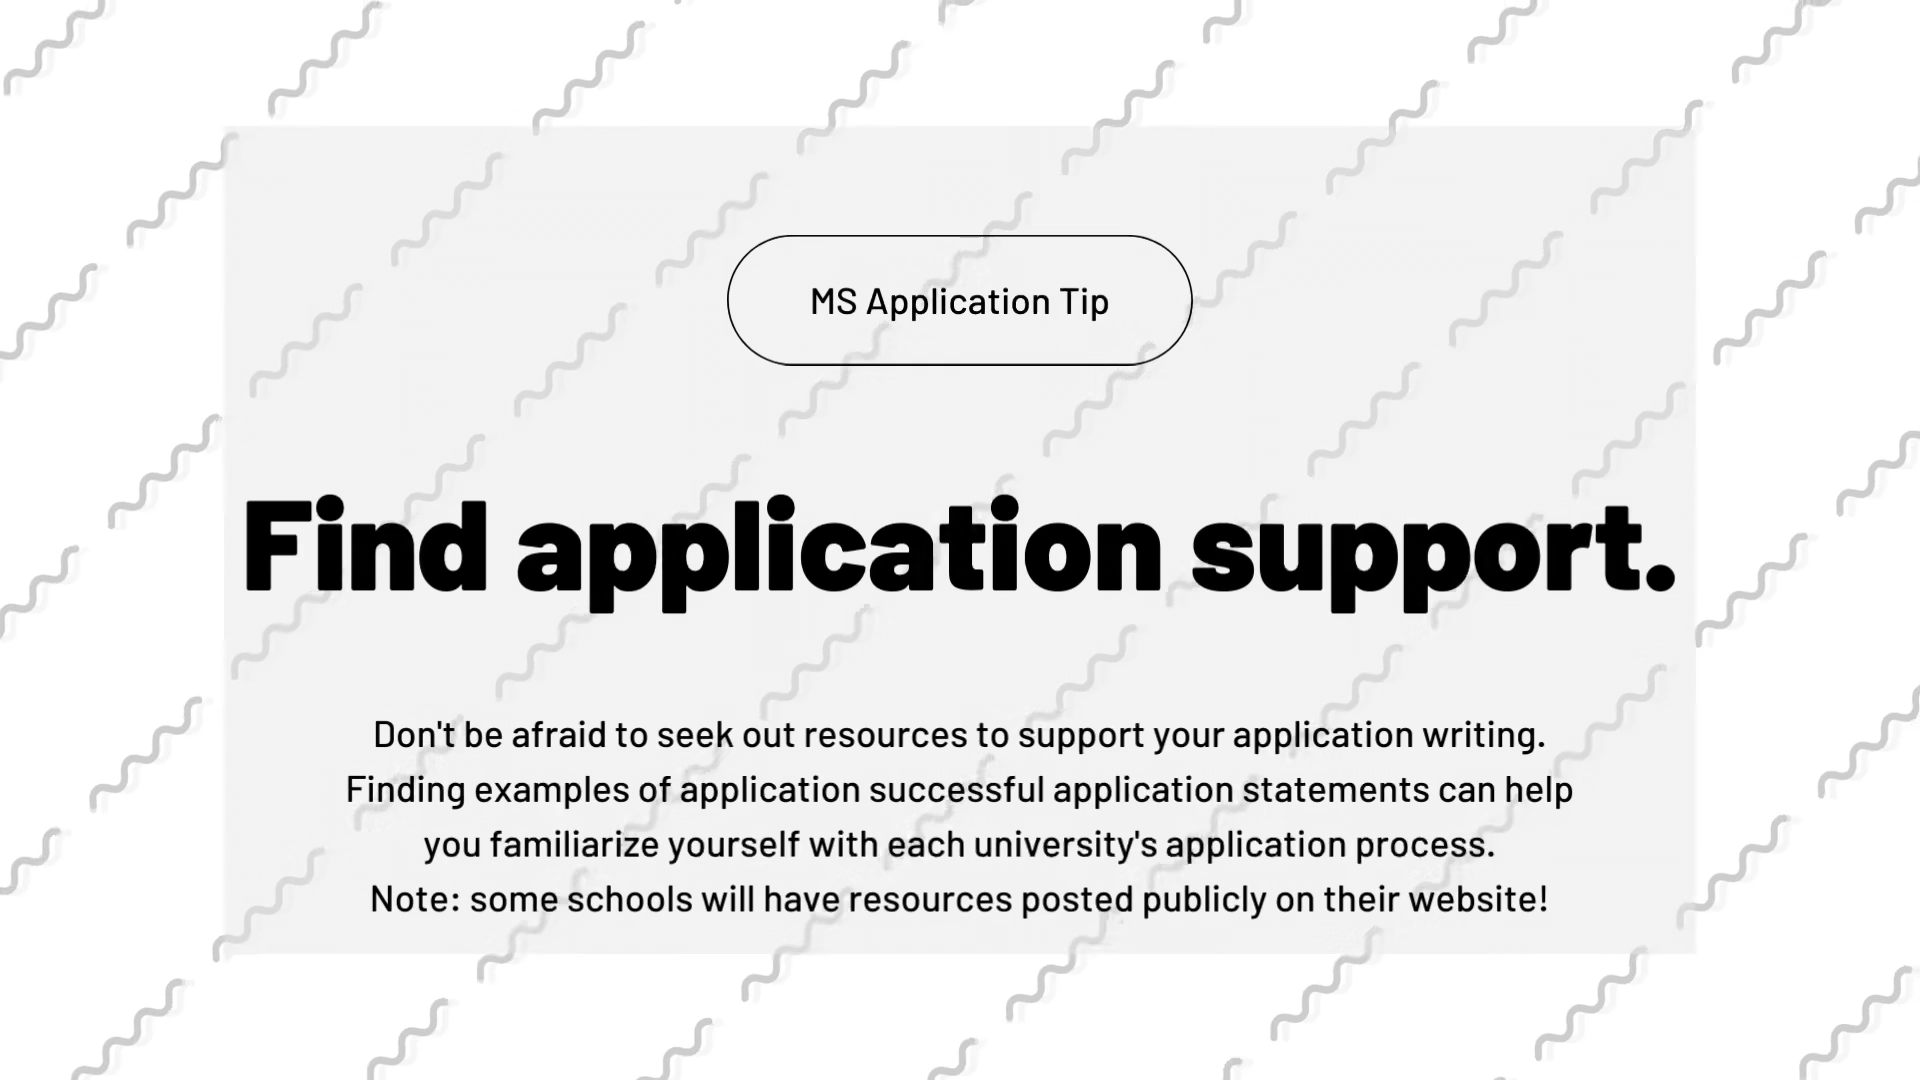 MS Application Tip
Find application support.
Don't be afraid to seek out resources to support your application writing.
Finding examples of application successful application statements can help
you familiarize yourself with each university's application process.
Note: some schools will have resources posted publicly on their website!